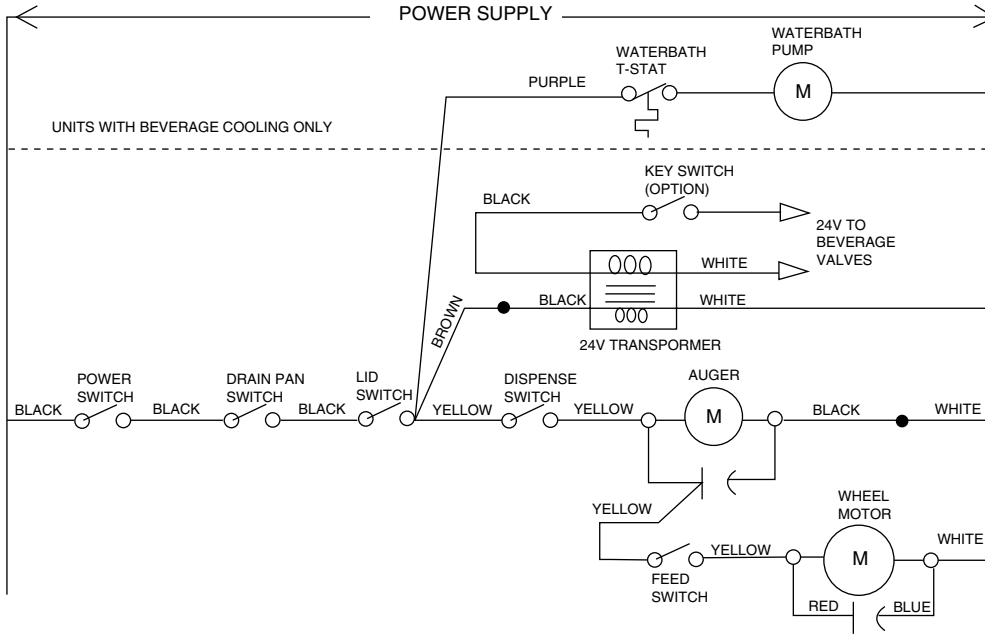 POWER SUPPLY
WATERBATH
PUMP
WATERBATH
T-STAT
PURPLE
M
UNITS WITH BEVERAGE COOLING ONLY
KEY SWITCH
(OPTION)
BLACK
24V TO
BEVERAGE
VALVES
WHITE
BROWN
BLACK
WHITE
24V TRANSPORMER
POWER
SWITCH
DRAIN PAN
SWITCH
LID
SWITCH
DISPENSE
SWITCH
AUGER
BLACK
BLACK
BLACK
YELLOW
YELLOW
M
BLACK
WHITE
YELLOW
WHEEL
MOTOR
FEED
SWITCH
YELLOW
M
WHITE
RED
BLUE